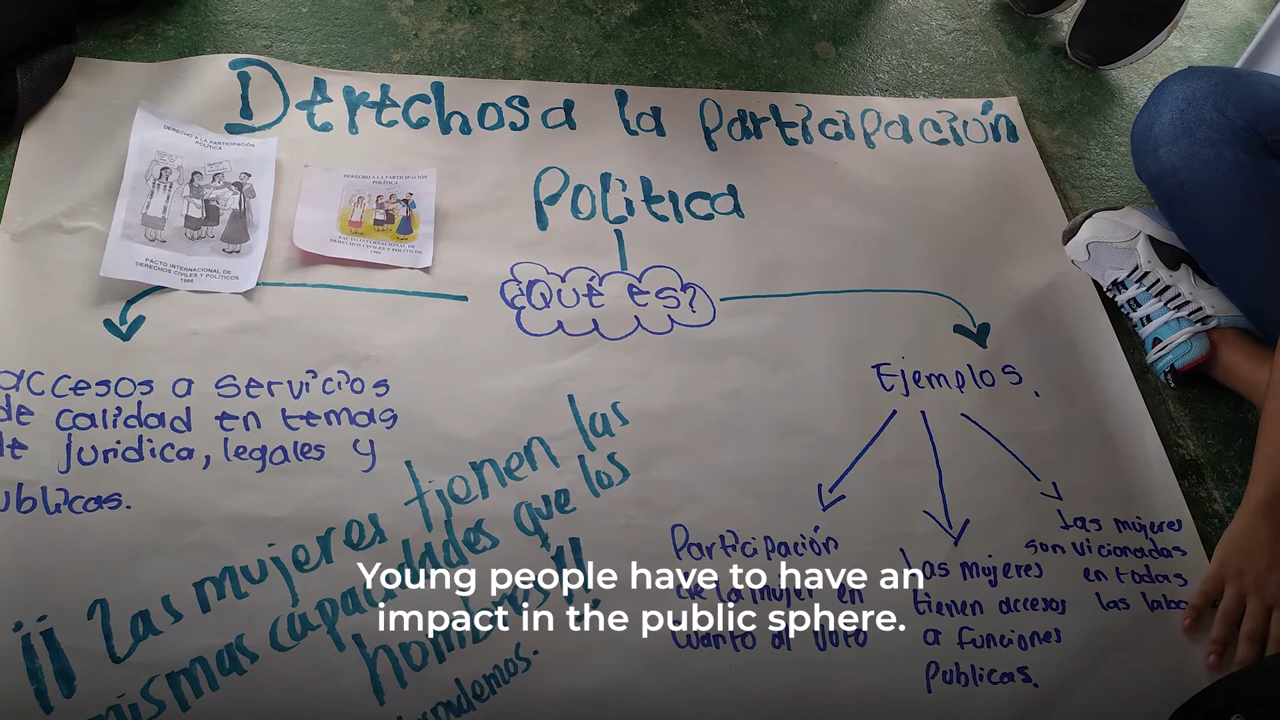 Derechos a la participación
Política
DERECHO A LA PARTICIPACIÓN
POLÍTICA
PACTO INTERNACIONAL DE
DERECHOS CIVILES Y POLÍTICOS
1966
DERECHO A LA PARTICIPACIÓN
POLÍTICA
PACTO INTERNACIONAL DE
DERECHOS CIVILES Y POLÍTICOS
1966
¿QUÉ ES?
accesos a servicios
de calidad en temas
juridica, legales y
ublicas.
¡¡ Las mujeres tienen las
mismas capacidades que los
hombres!!
podemos.
Ejemplos.
Participación
de la mujer en
al voto
Las Mujeres
tienen accesos
a funciones
Publicas.
las mujeres
son vicionadas
en todas
las labo
Young people have to have an
impact in the public sphere.